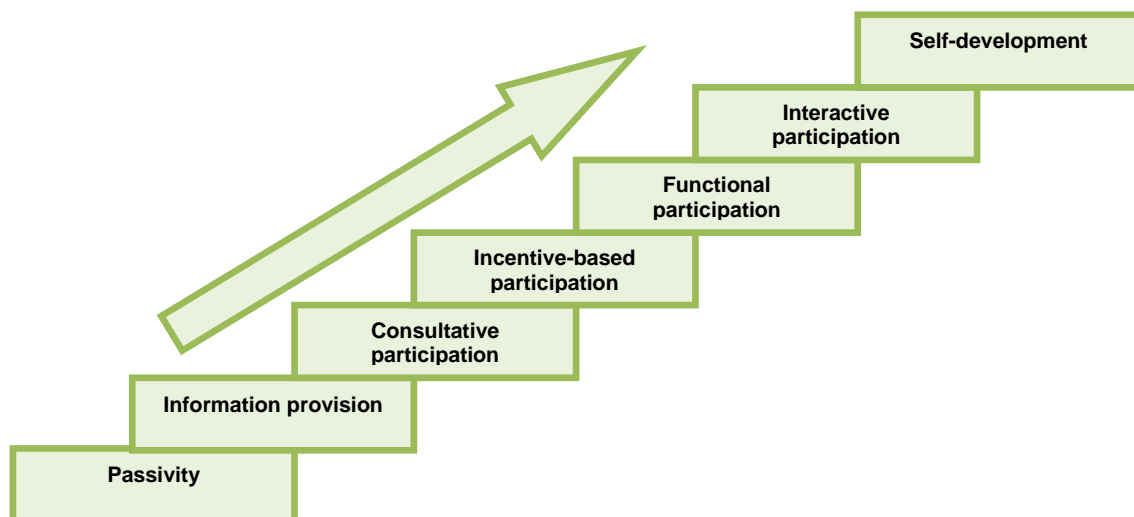 Self-development
Interactive
participation
Functional
participation
Incentive-based
participation
Consultative
participation
Information provision
Passivity